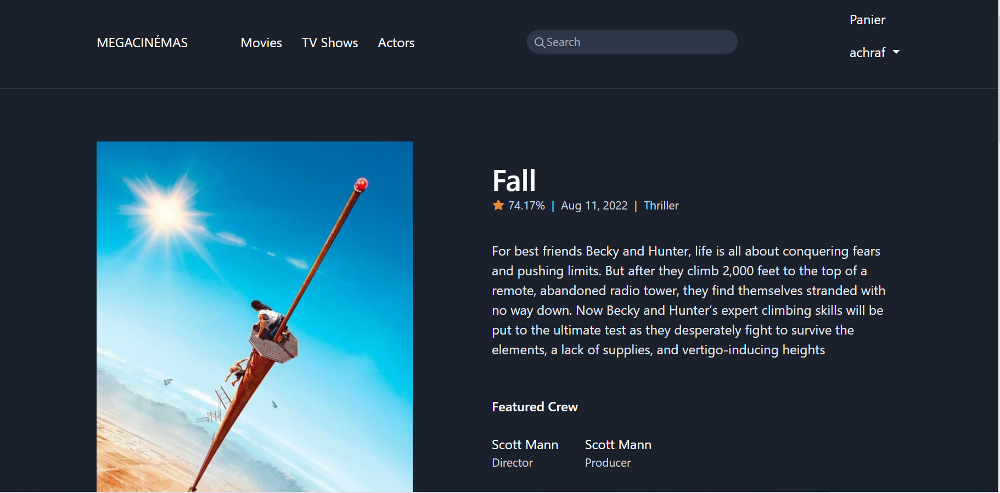 Panier
MEGACINÉMAS
Movies
TV Shows
Actors
Search
achraf
Fall
74.17% | Aug 11, 2022 | Thriller
For best friends Becky and Hunter, life is all about conquering fears
and pushing limits. But after they climb 2,000 feet to the top of a
remote, abandoned radio tower, they find themselves stranded with
no way down. Now Becky and Hunter’s expert climbing skills will be
put to the ultimate test as they desperately fight to survive the
elements, a lack of supplies, and vertigo-inducing heights
Featured Crew
Scott Mann
Director
Scott Mann
Producer